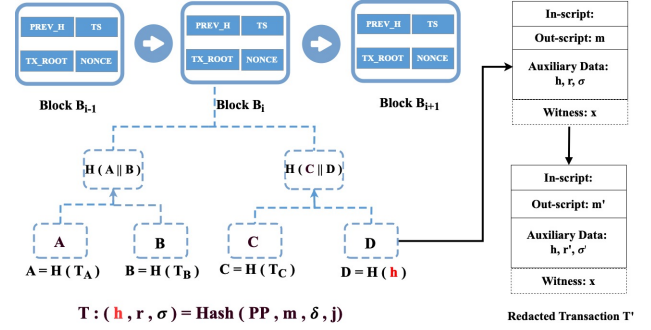 PREV_H TS
TX_ROOT NONCE
Block Bi-1
PREV_H TS
TX_ROOT NONCE
Block Bi
PREV_H TS
TX_ROOT NONCE
Block Bi+1
H ( A || B )
H ( C || D )
A
B
C
D
A = H ( TA )
B = H ( TB )
C = H ( TC )
D = H ( h )
T : ( h , r , σ ) = Hash ( PP , m , δ , j )
In-script:
Out-script: m
Auxiliary Data:
h, r, σ
Witness: x
In-script:
Out-script: m'
Auxiliary Data:
h, r', σ'
Witness: x
Redacted Transaction T'